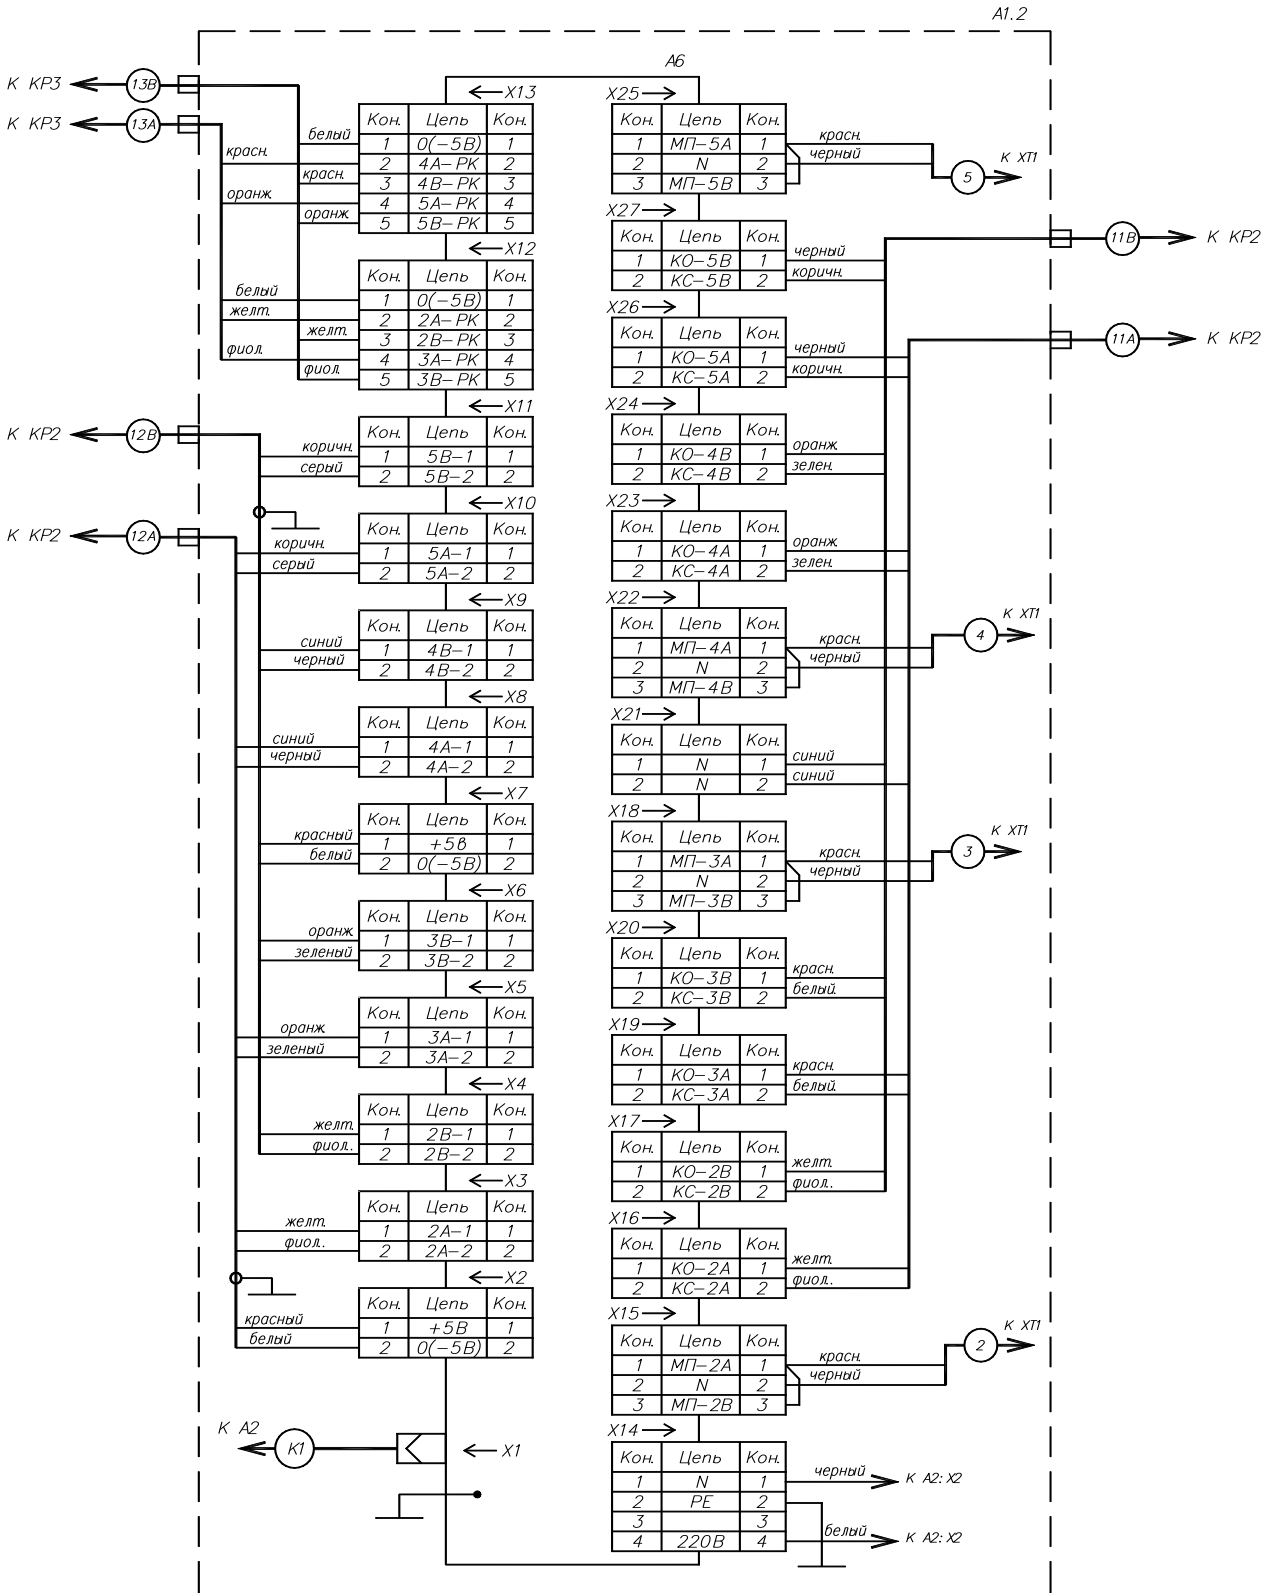 A1.2
A6
К КР3 13В
К КР3 13А
К КР2 12В
К КР2 12А
X13
Кон. Цепь Кон.
белый 1 0(-5В) 1
красн. 2 4А-РК 2
красн. 3 4В-РК 3
оранж. 4 5А-РК 4
оранж. 5 5В-РК 5
X12
Кон. Цепь Кон.
белый 1 0(-5В) 1
желт. 2 2А-РК 2
желт. 3 2В-РК 3
фиол. 4 3А-РК 4
фиол. 5 3В-РК 5
X11
Кон. Цепь Кон.
коричн. 1 5В-1 1
серый 2 5В-2 2
X10
Кон. Цепь Кон.
коричн. 1 5А-1 1
серый 2 5А-2 2
X9
Кон. Цепь Кон.
синий 1 4В-1 1
черный 2 4В-2 2
X8
Кон. Цепь Кон.
синий 1 4А-1 1
черный 2 4А-2 2
X7
Кон. Цепь Кон.
красный 1 +5в 1
белый 2 0(-5В) 2
X6
Кон. Цепь Кон.
оранж. 1 3В-1 1
зеленый 2 3В-2 2
X5
Кон. Цепь Кон.
оранж. 1 3А-1 1
зеленый 2 3А-2 2
X4
Кон. Цепь Кон.
желт. 1 2В-1 1
фиол.. 2 2В-2 2
X3
Кон. Цепь Кон.
желт. 1 2А-1 1
фиол.. 2 2А-2 2
X2
Кон. Цепь Кон.
красный 1 +5В 1
белый 2 0(-5В) 2
К А2 К1 X1
X25
Кон. Цепь Кон.
1 МП-5А 1 красн.
2 N 2 черный
3 МП-5В 3
5 К ХТ1
X27
Кон. Цепь Кон.
1 КО-5В 1 черный
2 КС-5В 2 коричн.
11В К КР2
X26
Кон. Цепь Кон.
1 КО-5А 1 черный
2 КС-5А 2 коричн.
11А К КР2
X24
Кон. Цепь Кон.
1 КО-4В 1 оранж.
2 КС-4В 2 зелен.
X23
Кон. Цепь Кон.
1 КО-4А 1 оранж.
2 КС-4А 2 зелен.
X22
Кон. Цепь Кон.
1 МП-4А 1 красн.
2 N 2 черный
3 МП-4В 3
4 К ХТ1
X21
Кон. Цепь Кон.
1 N 1 синий
2 N 2 синий
X18
Кон. Цепь Кон.
1 МП-3А 1 красн.
2 N 2 черный
3 МП-3В 3
3 К ХТ1
X20
Кон. Цепь Кон.
1 КО-3В 1 красн.
2 КС-3В 2 белый.
X19
Кон. Цепь Кон.
1 КО-3А 1 красн.
2 КС-3А 2 белый.
X17
Кон. Цепь Кон.
1 КО-2В 1 желт.
2 КС-2В 2 фиол..
X16
Кон. Цепь Кон.
1 КО-2А 1 желт.
2 КС-2А 2 фиол..
X15
Кон. Цепь Кон.
1 МП-2А 1 красн.
2 N 2 черный
3 МП-2В 3
2 К ХТ1
X14
Кон. Цепь Кон.
1 N 1 черный К А2: Х2
2 РЕ 2
3 3
4 220В 4 белый К А2: Х2